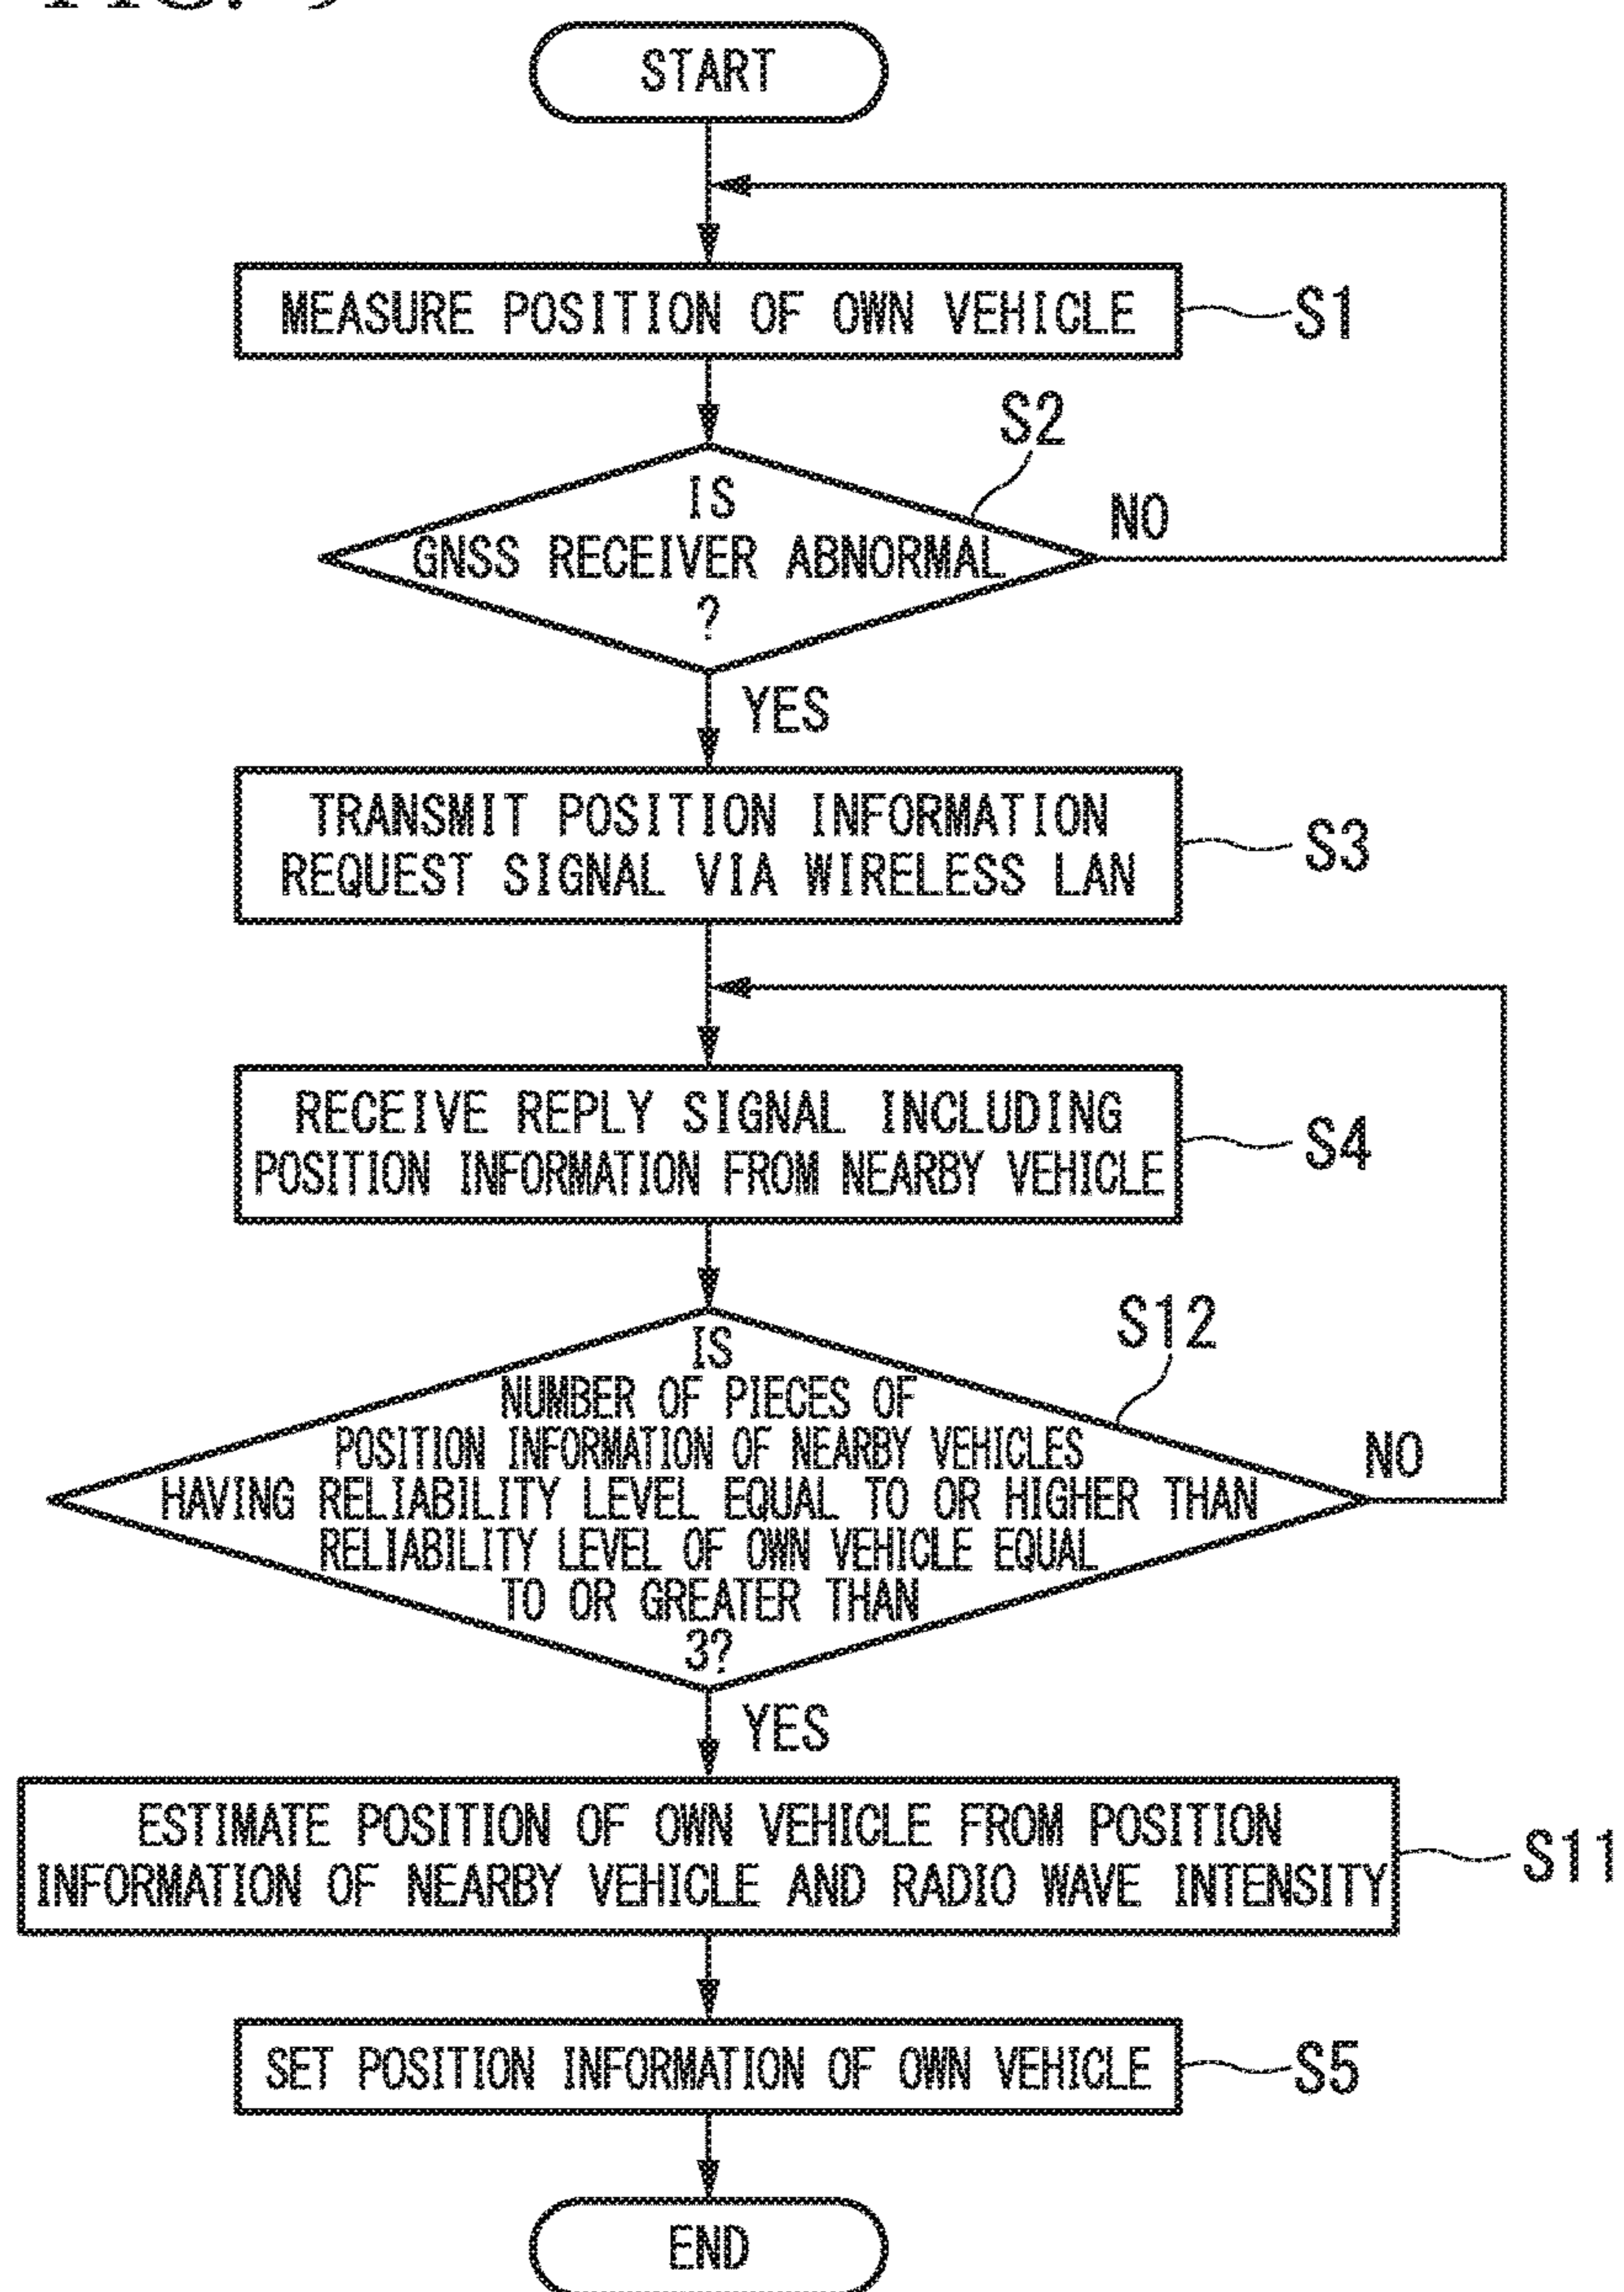 START
MEASURE POSITION OF OWN VEHICLE
S1
S2
IS
GNSS RECEIVER ABNORMAL
?
NO
YES
TRANSMIT POSITION INFORMATION
REQUEST SIGNAL VIA WIRELESS LAN
S3
RECEIVE REPLY SIGNAL INCLUDING
POSITION INFORMATION FROM NEARBY VEHICLE
S4
S12
IS
NUMBER OF PIECES OF
POSITION INFORMATION OF NEARBY VEHICLES
HAVING RELIABILITY LEVEL EQUAL TO OR HIGHER THAN
RELIABILITY LEVEL OF OWN VEHICLE EQUAL
TO OR GREATER THAN
3?
NO
YES
ESTIMATE POSITION OF OWN VEHICLE FROM POSITION
INFORMATION OF NEARBY VEHICLE AND RADIO WAVE INTENSITY
S11
SET POSITION INFORMATION OF OWN VEHICLE
S5
END